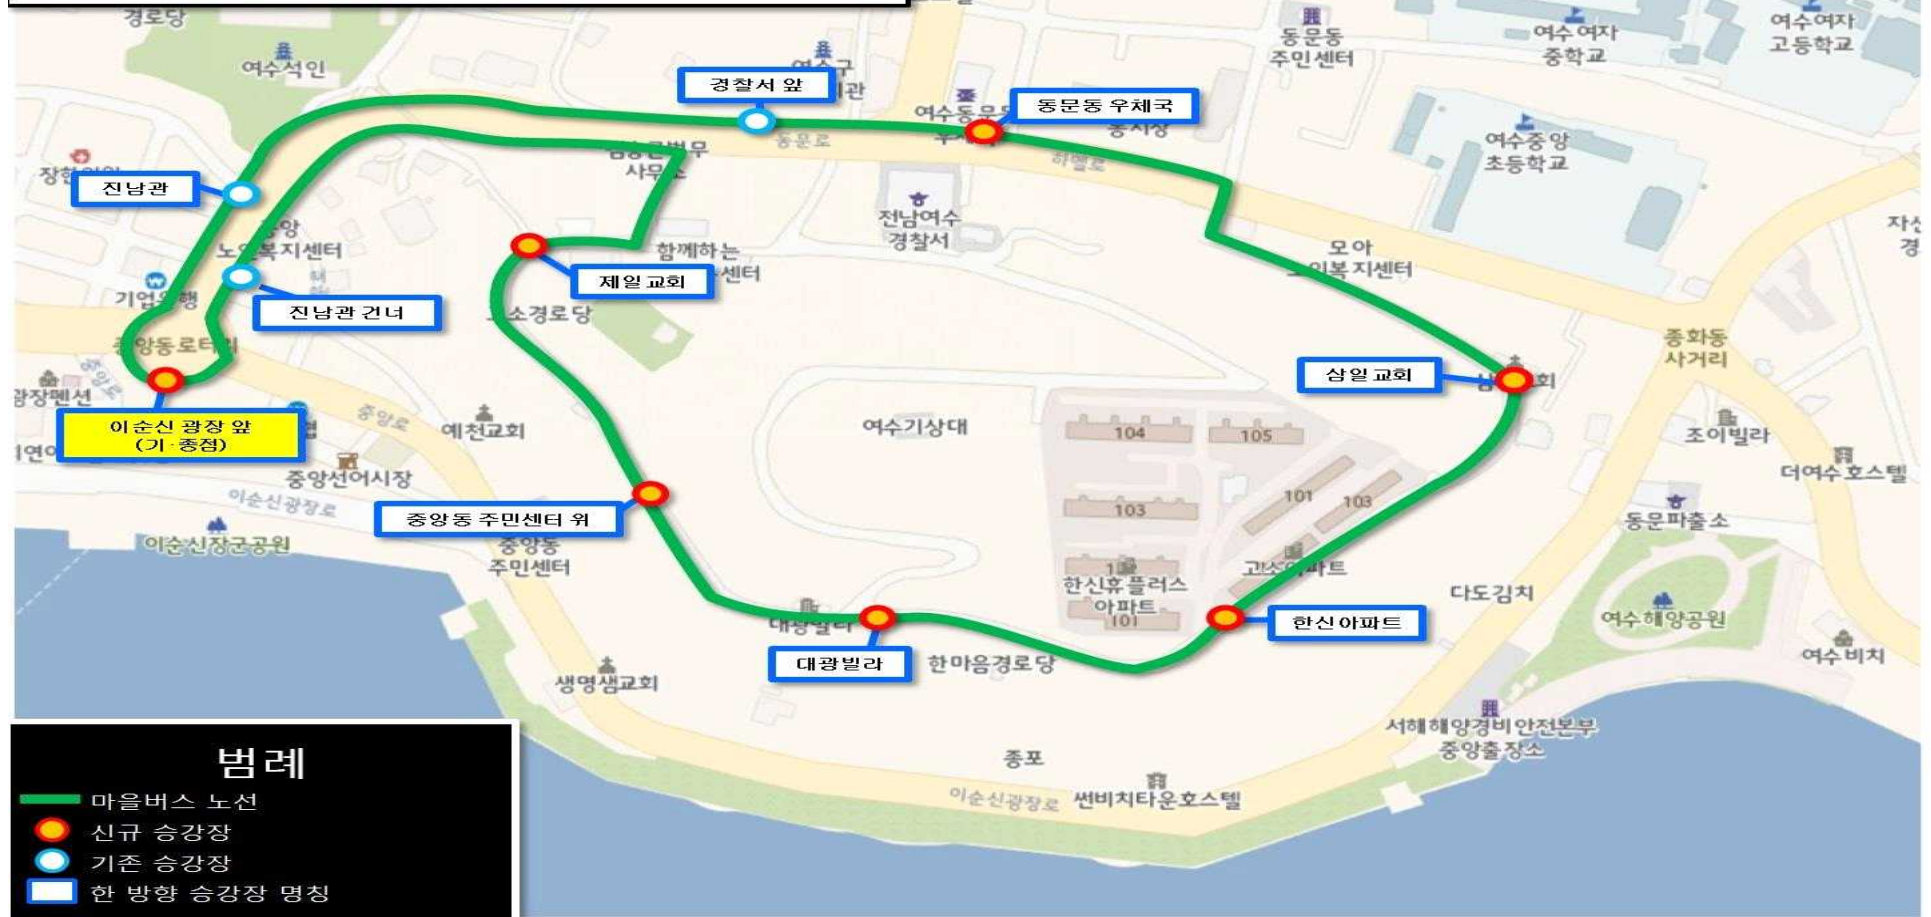 경로당
여수석인
동문동
주민센터
여수여자
중학교
여수여자
고등학교
경찰서 앞
동문동 우체국
동문로
하멜로
여수중앙
초등학교
사무소
진남관
전남여수
경찰서
중앙
노인복지센터
함께하는
센터
제일교회
모아
노인복지센터
기업은행
진남관 건너
고소경로당
중앙동로터리
종화동
사거리
삼일교회
광장펜션
중앙로
중앙로
이순신 광장 앞
(기·종점)
예천교회
여수기상대
104
105
조이빌라
더여수호스텔
중앙선어시장
이순신광장로
101
103
103
중앙동 주민센터 위
동문파출소
이순신장군공원
중앙동
주민센터
한신휴플러스
아파트
101
고소아파트
다도김치
여수해양공원
대광빌라
한신아파트
대광빌라
한마음경로당
여수비치
생명샘교회
서해해양경비안전본부
중앙출장소
종포
이순신광장로
썬비치타운호스텔
범례
마을버스 노선
신규 승강장
기존 승강장
한 방향 승강장 명칭